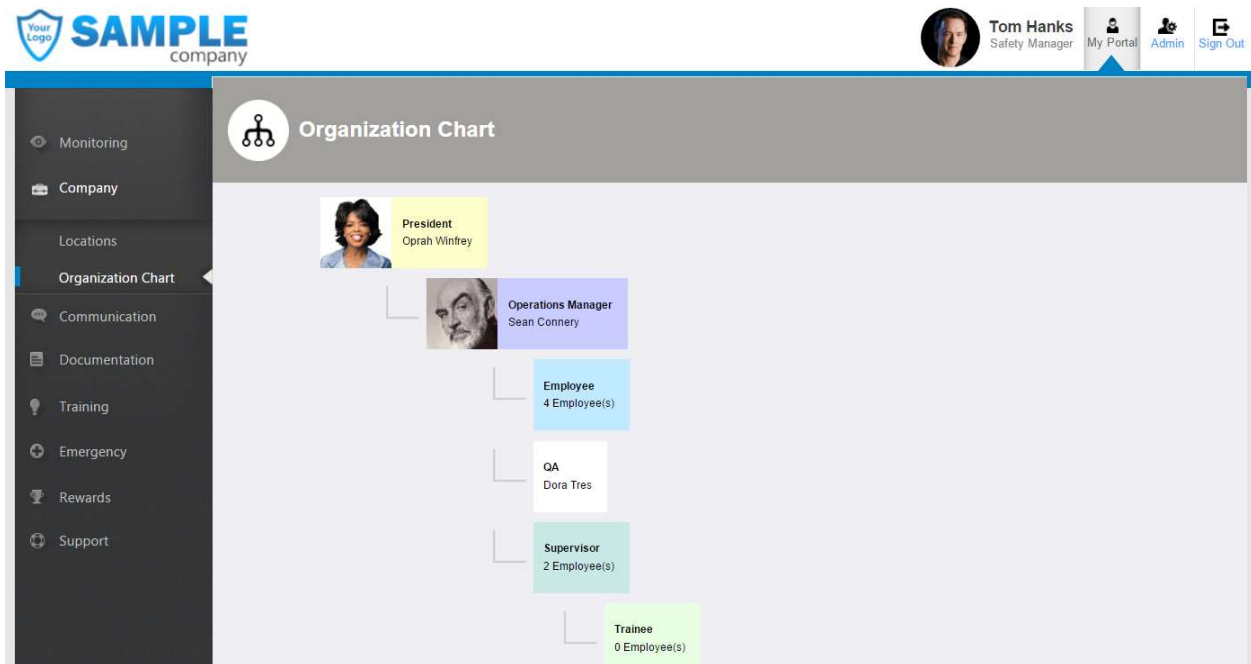 Your
Logo
SAMPLE
company
Tom Hanks
Safety Manager
My Portal
Admin
Sign Out
Organization Chart
Monitoring
Company
Locations
Organization Chart
Communication
Documentation
Training
Emergency
Rewards
Support
President
Oprah Winfrey
Operations Manager
Sean Connery
Employee
4 Employee(s)
QA
Dora Tres
Supervisor
2 Employee(s)
Trainee
0 Employee(s)